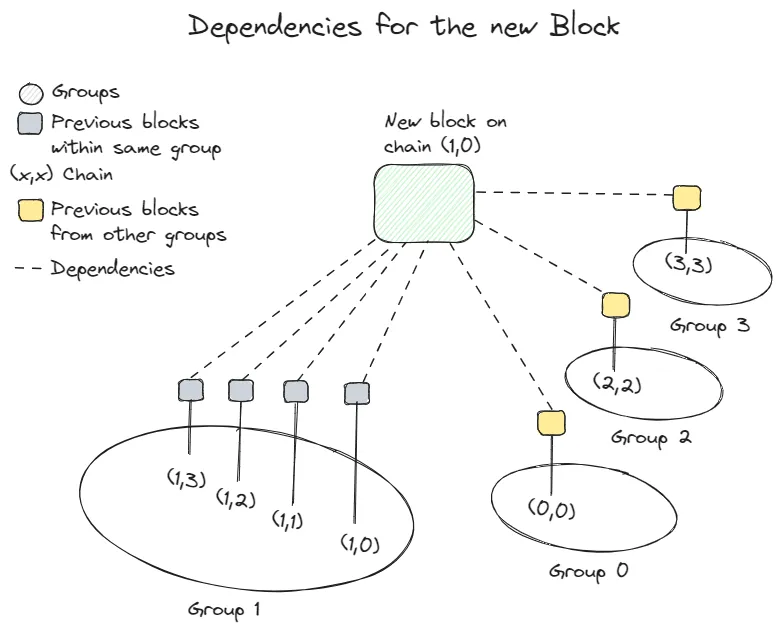 Dependencies for the new Block
Groups
Previous blocks
within same group
(x,x) Chain
Previous blocks
from other groups
Dependencies
New block on
chain (1,0)
(3,3)
Group 3
(2,2)
Group 2
(1,3)
(1,2)
(1,1)
(1,0)
Group 1
(0,0)
Group 0